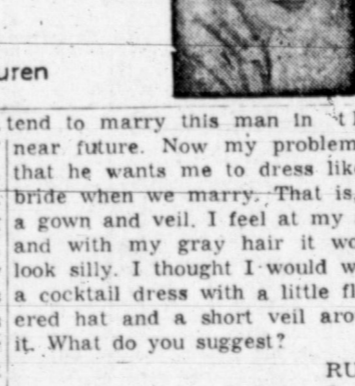 uren
tend to marry this man in t
near future. Now my problem
that he wants me to dress lik
bride when we marry. That is,
a gown and veil. I feel at my
and with my gray hair it wo
look silly. I thought I would w
a cocktail dress with a little fl
ered hat and a short veil aro
it. What do you suggest?
RU